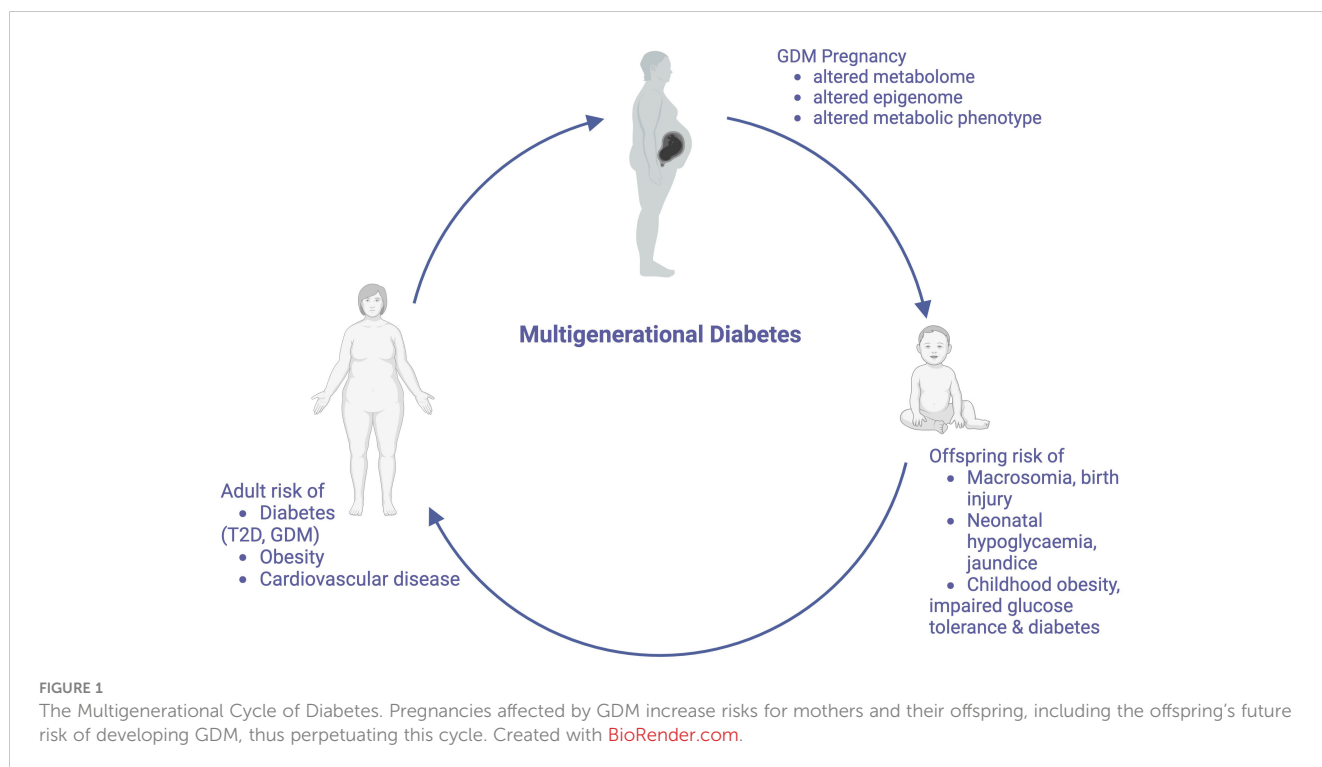 GDM Pregnancy
• altered metabolome
• altered epigenome
• altered metabolic phenotype
Multigenerational Diabetes
Offspring risk of
• Macrosomia, birth
injury
• Neonatal
hypoglycaemia,
jaundice
• Childhood obesity,
impaired glucose
tolerance & diabetes
Adult risk of
• Diabetes
(T2D, GDM)
• Obesity
• Cardiovascular disease
FIGURE 1
The Multigenerational Cycle of Diabetes. Pregnancies affected by GDM increase risks for mothers and their offspring, including the offspring’s future
risk of developing GDM, thus perpetuating this cycle. Created with BioRender.com.